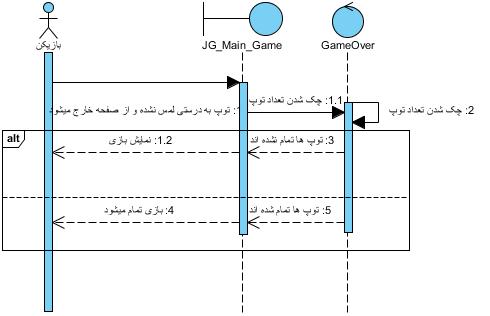 بازیکن
JG_Main_Game
GameOver
1.1: چک شدن تعداد توپ
توپ به درستی لمس نشده و از صفحه خارج میشود
2: چک شدن تعداد توپ
alt
1.2: نمایش بازی
3: توپ ها تمام نشده اند
4: بازی تمام میشود
5: توپ ها تمام شده اند